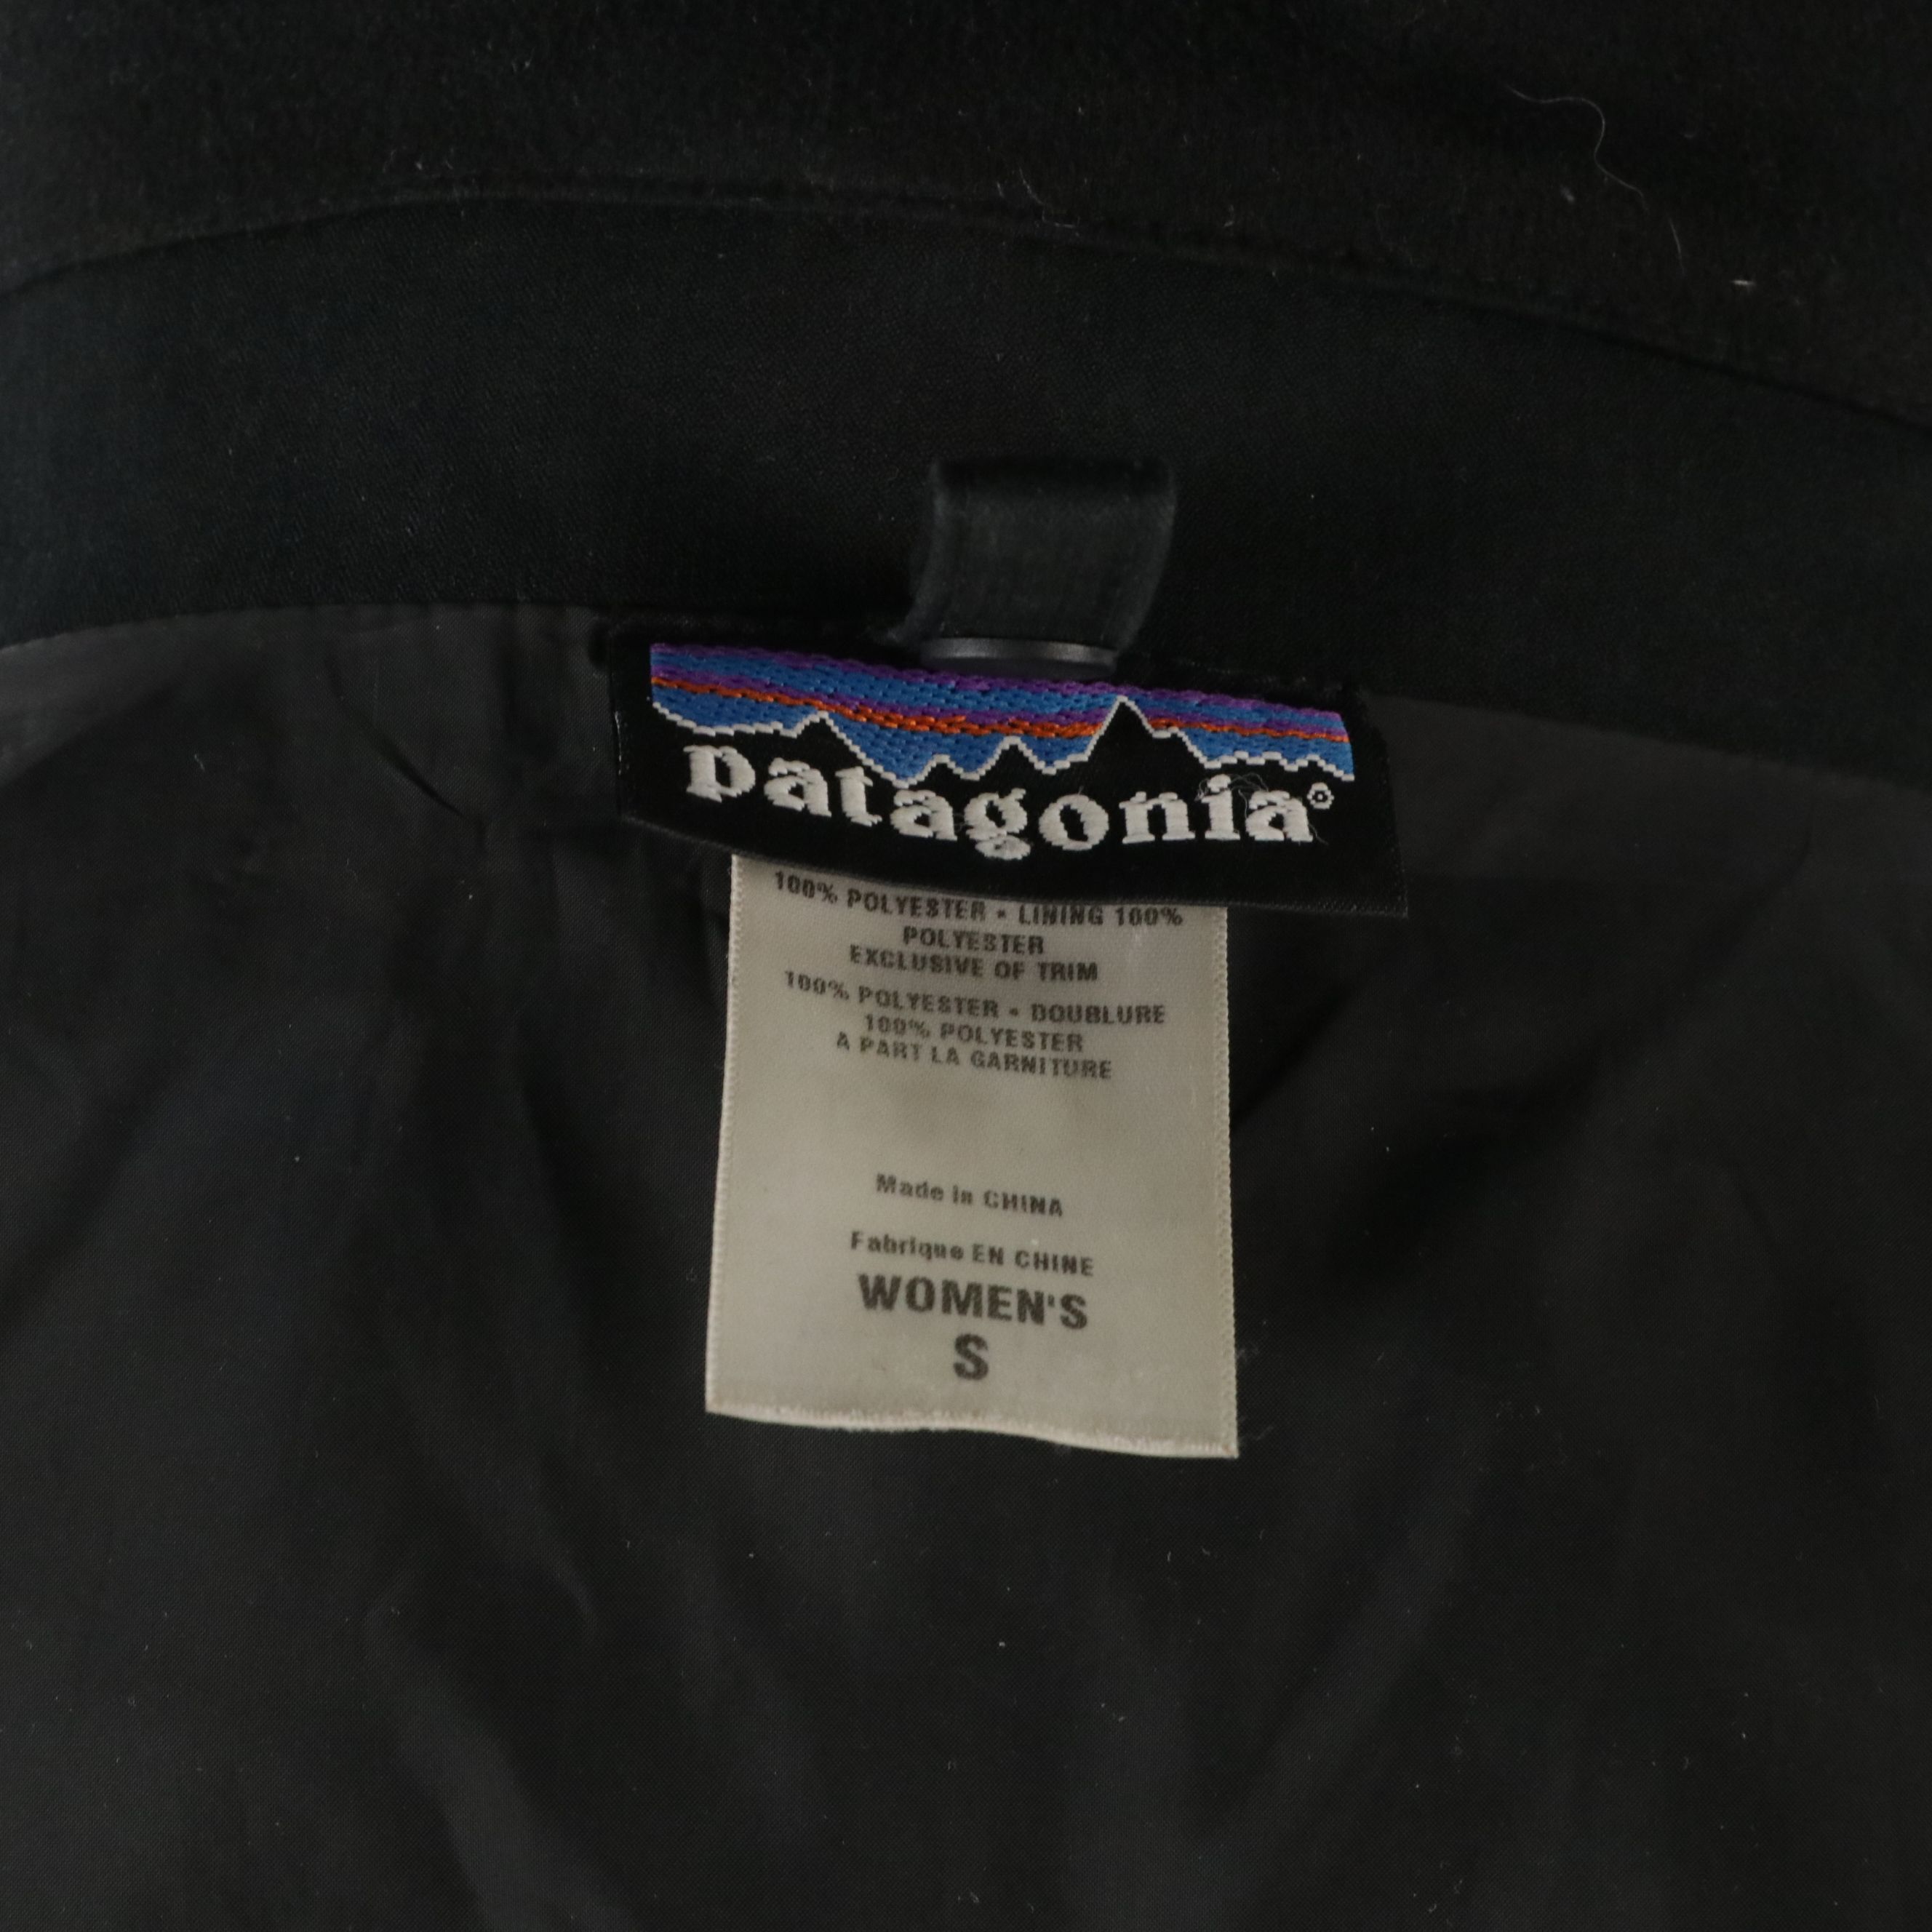 patagonia®
100% POLYESTER • LINING 100%
POLYESTER
EXCLUSIVE OF TRIM
100% POLYESTER • DOUBLURE
100% POLYESTER
A PART LA GARNITURE
Made in CHINA
Fabrique EN CHINE
WOMEN'S
S